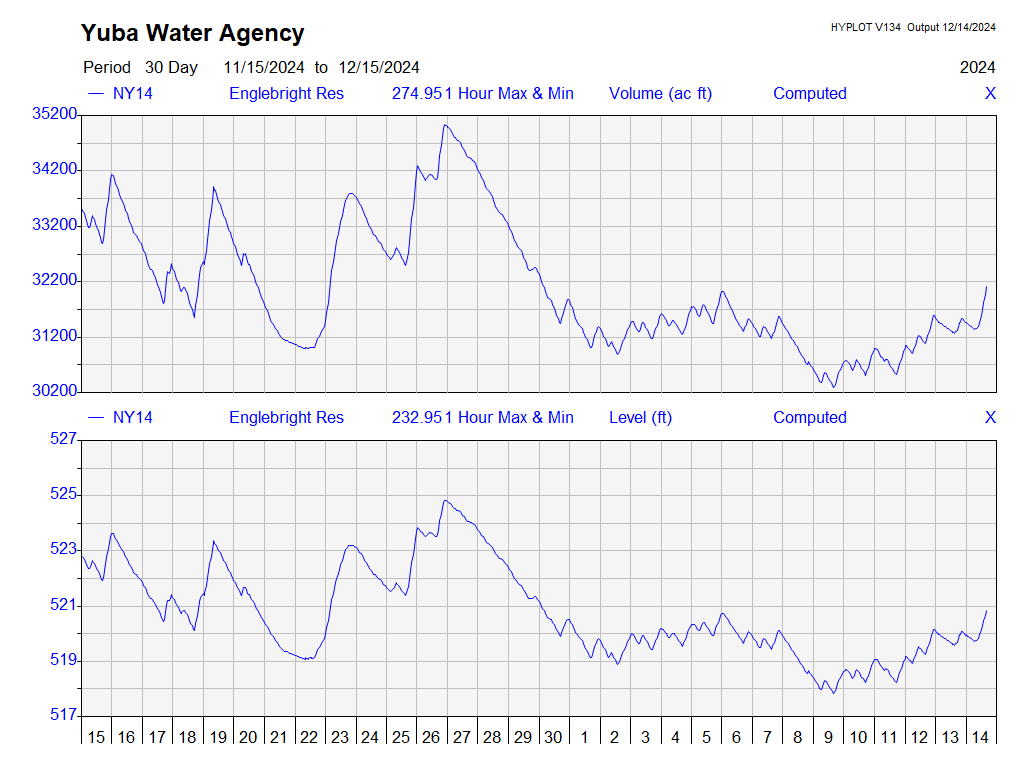 Yuba Water Agency
HYPLOT V134 Output 12/14/2024
Period 30 Day 11/15/2024 to 12/15/2024
2024
NY14 Englebright Res 274.951 Hour Max & Min Volume (ac ft) Computed X
35200
34200
33200
32200
31200
30200
NY14 Englebright Res 232.951 Hour Max & Min Level (ft) Computed X
527
525
523
521
519
517
15 16 17 18 19 20 21 22 23 24 25 26 27 28 29 30 1 2 3 4 5 6 7 8 9 10 11 12 13 14